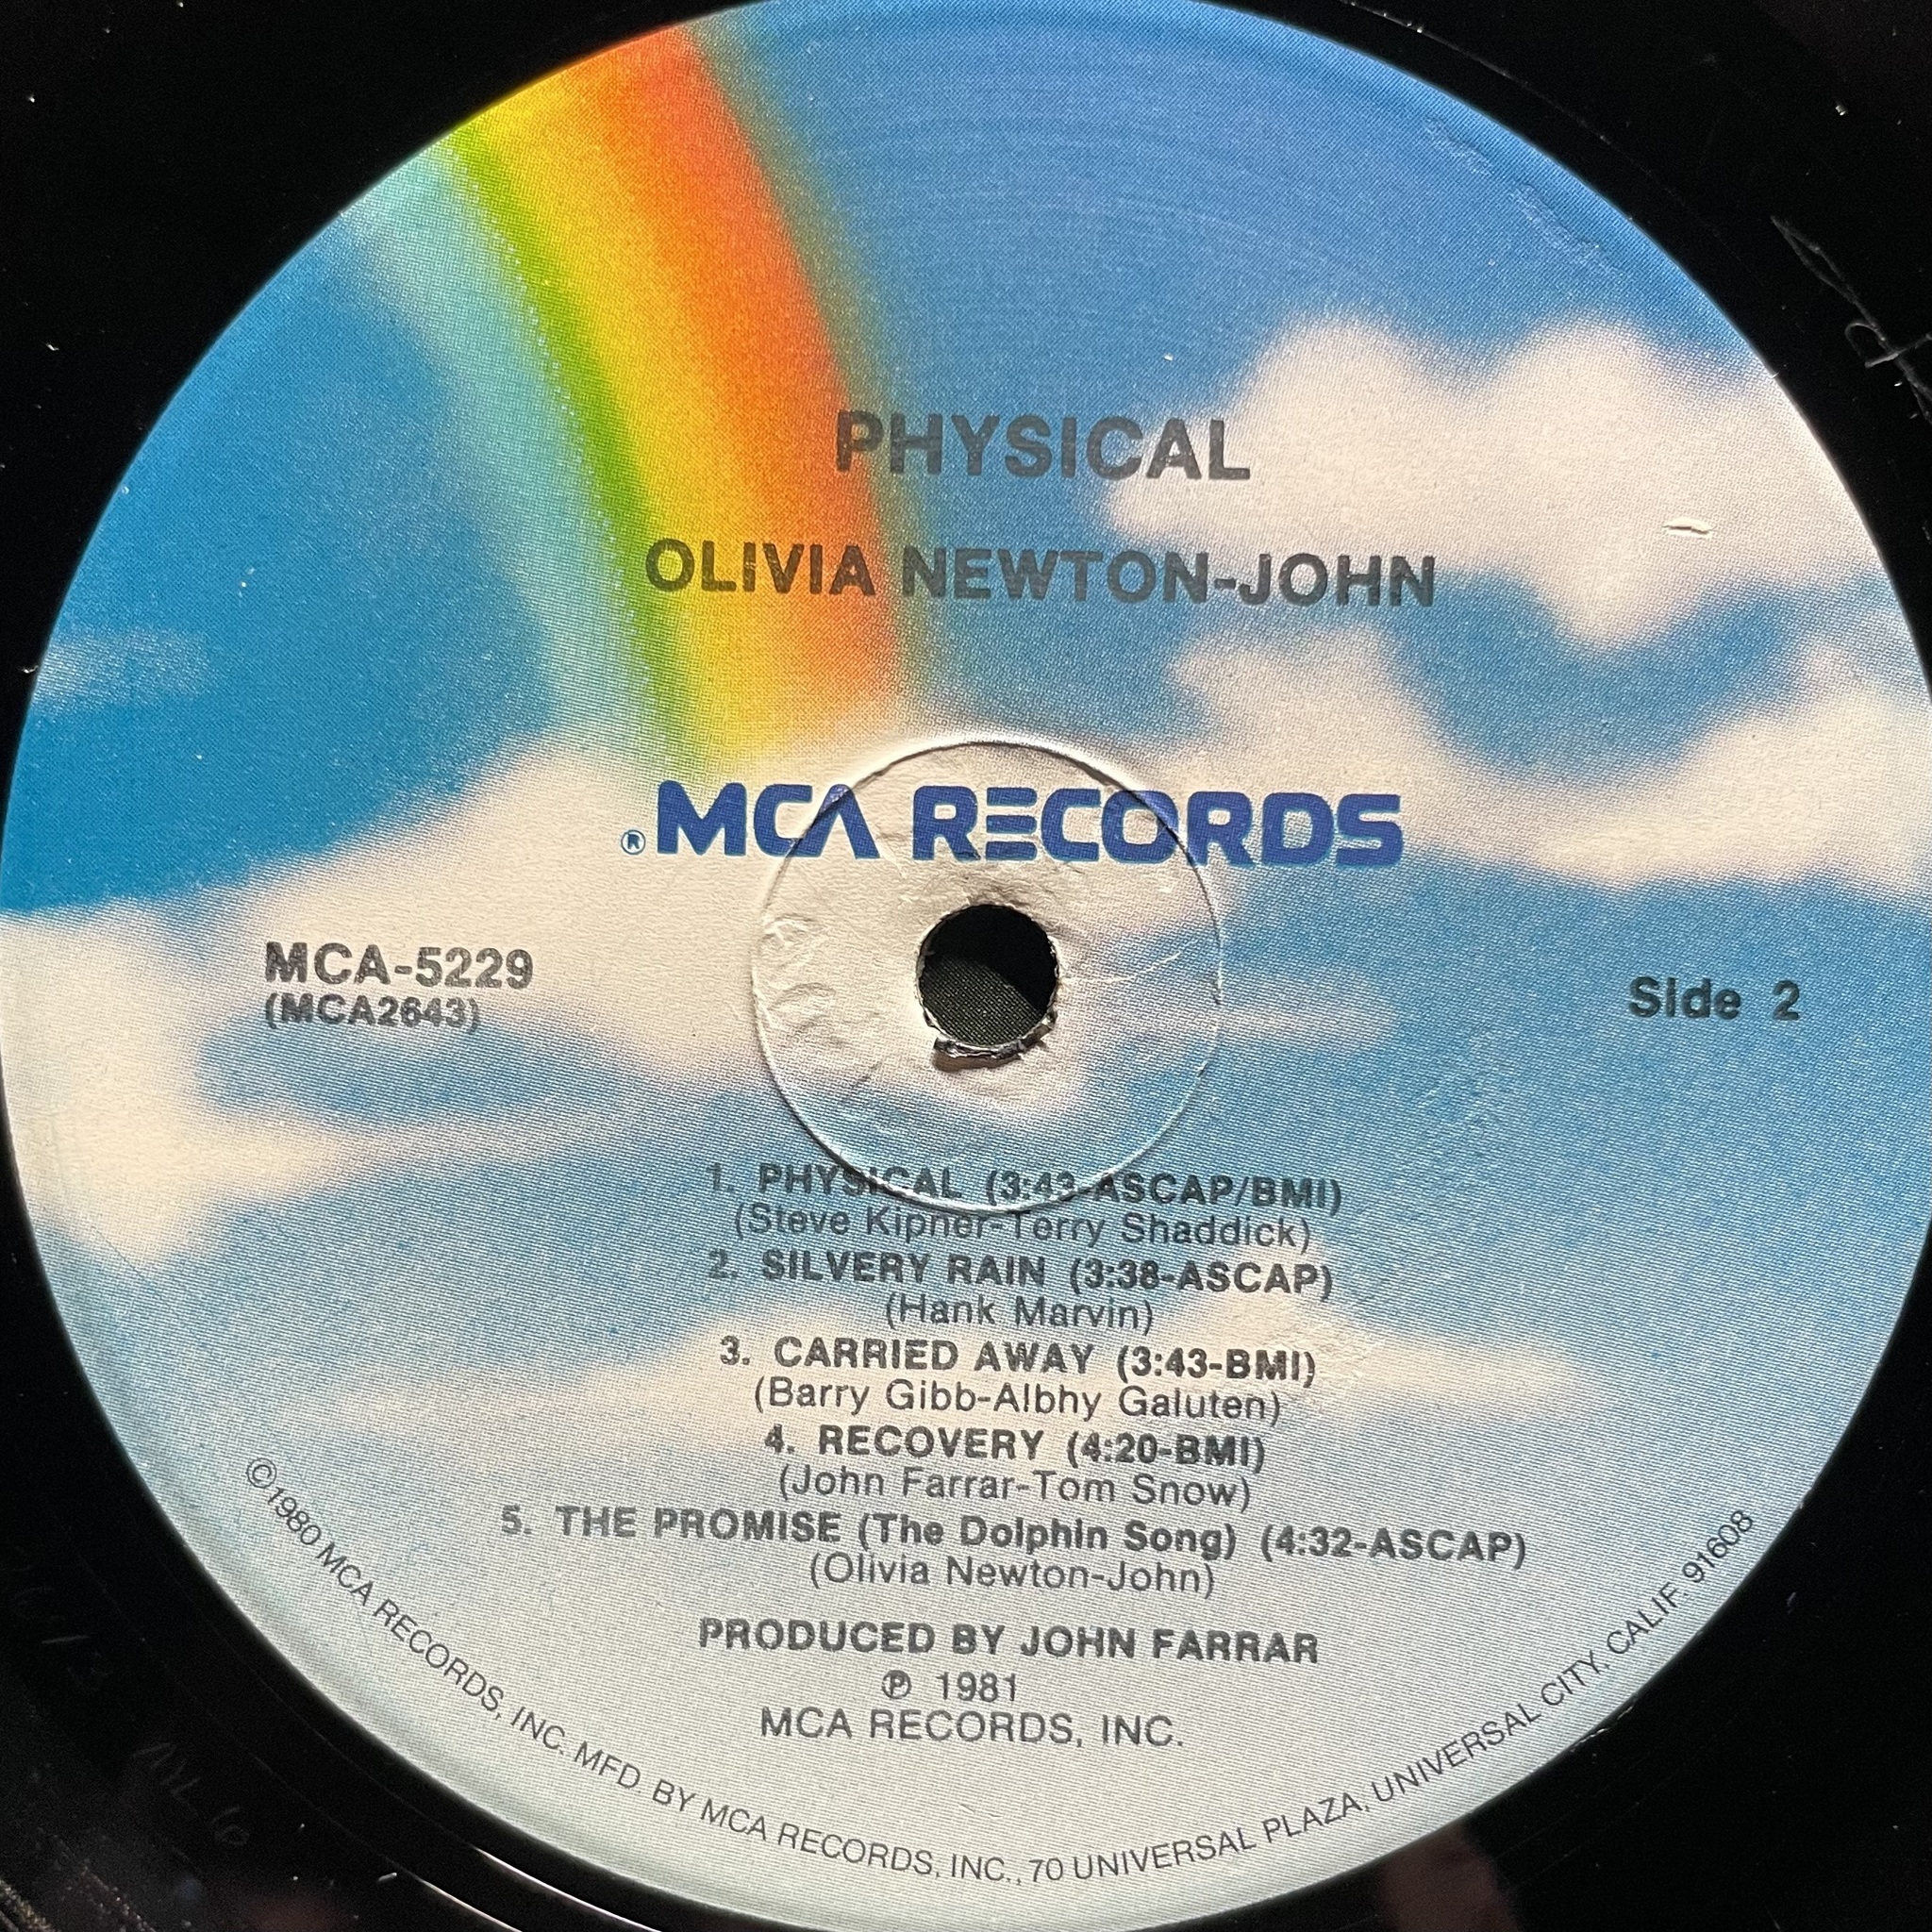 PHYSICAL
OLIVIA NEWTON-JOHN
® MCA RECORDS
MCA-5229
(MCA2643)
Side 2
1. PHYSICAL (3:43-ASCAP/BMI)
(Steve Kipner-Terry Shaddick)
2. SILVERY RAIN (3:38-ASCAP)
(Hank Marvin)
3. CARRIED AWAY (3:43-BMI)
(Barry Gibb-Albhy Galuten)
4. RECOVERY (4:20-BMI)
(John Farrar-Tom Snow)
5. THE PROMISE (The Dolphin Song) (4:32-ASCAP)
(Olivia Newton-John)
PRODUCED BY JOHN FARRAR
℗ 1981
MCA RECORDS, INC.
©1980 MCA RECORDS, INC. MFD. BY MCA RECORDS, INC., 70 UNIVERSAL PLAZA, UNIVERSAL CITY, CALIF. 91608